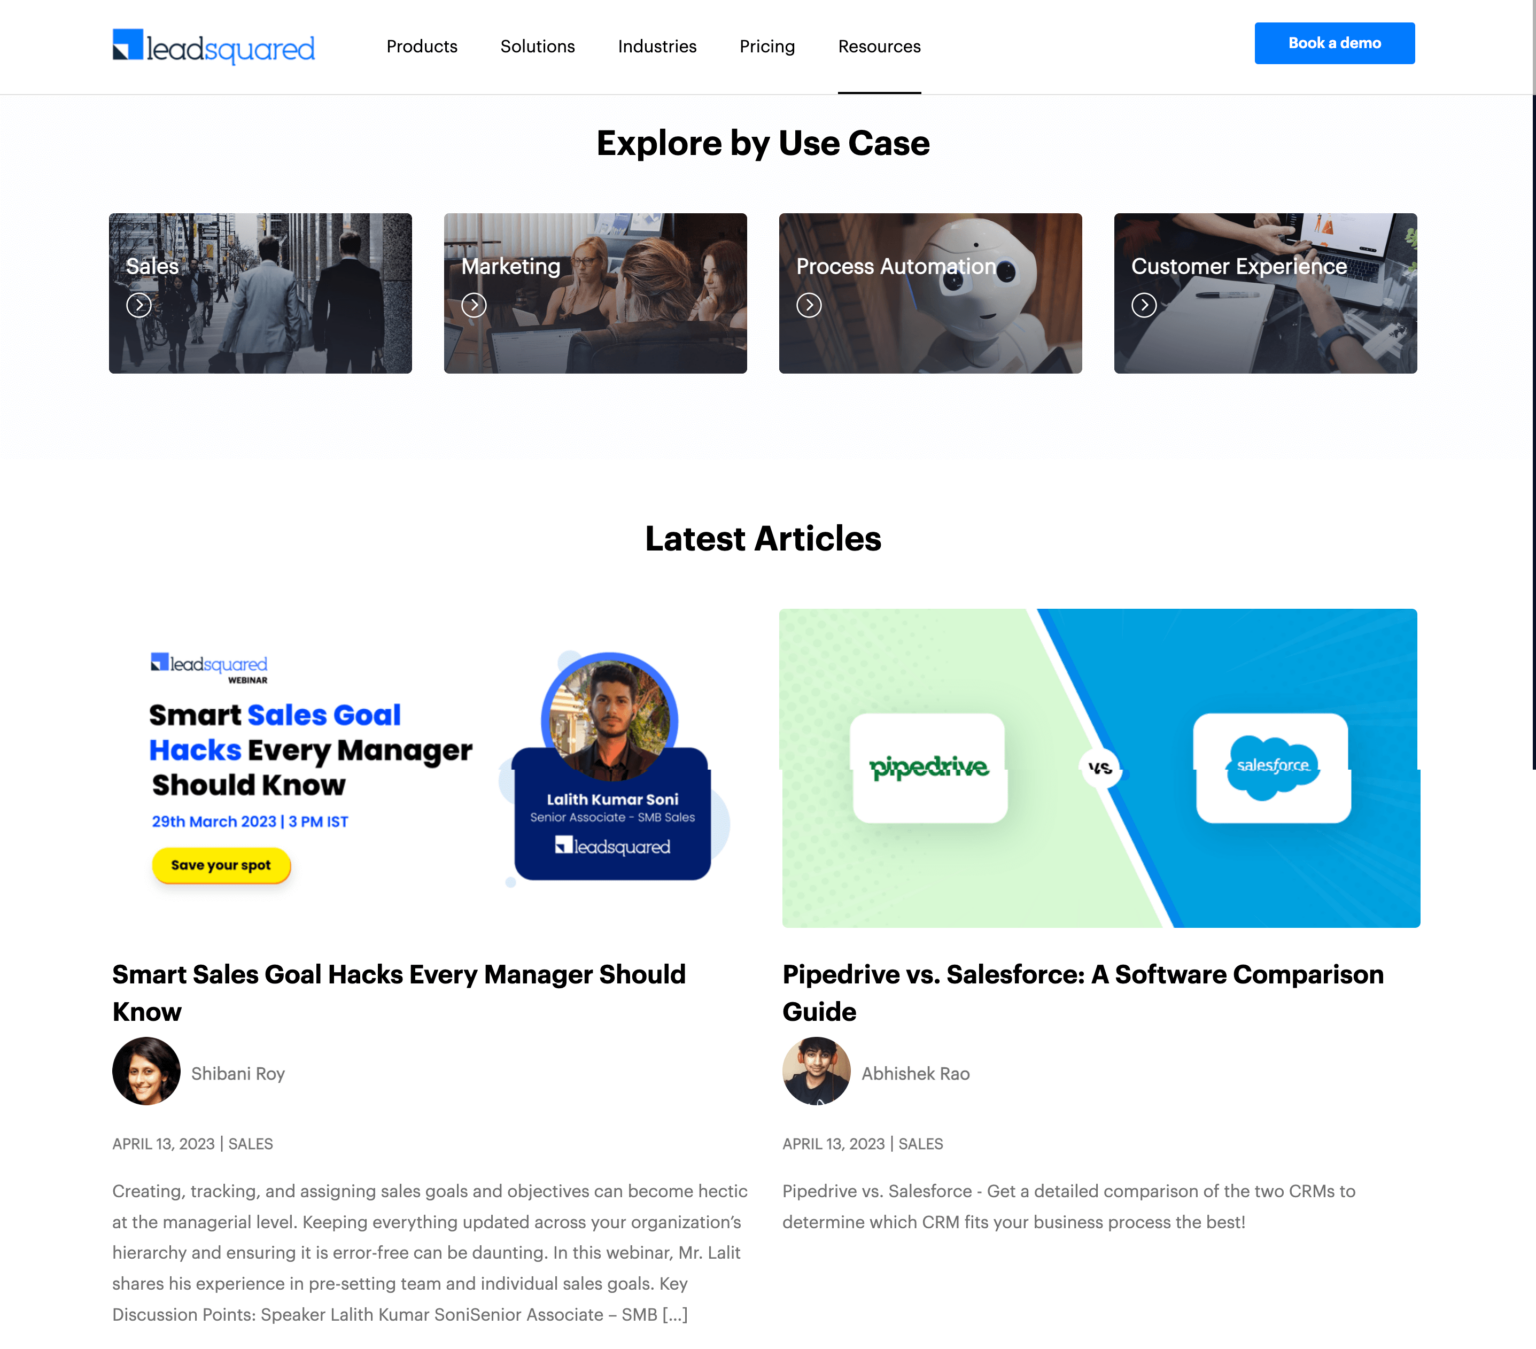 leadsquared
Products
Solutions
Industries
Pricing
Resources
Book a demo
Explore by Use Case
Sales
Marketing
Process Automation
Customer Experience
Latest Articles
leadsquared
WEBINAR
Smart Sales Goal
Hacks Every Manager
Should Know
29th March 2023 | 3 PM IST
Save your spot
Lalith Kumar Soni
Senior Associate - SMB Sales
leadsquared
pipedrive
vs
salesforce
Smart Sales Goal Hacks Every Manager Should
Know
Shibani Roy
APRIL 13, 2023 | SALES
Creating, tracking, and assigning sales goals and objectives can become hectic
at the managerial level. Keeping everything updated across your organization’s
hierarchy and ensuring it is error-free can be daunting. In this webinar, Mr. Lalit
shares his experience in pre-setting team and individual sales goals. Key
Discussion Points: Speaker Lalith Kumar SoniSenior Associate – SMB [...]
Pipedrive vs. Salesforce: A Software Comparison
Guide
Abhishek Rao
APRIL 13, 2023 | SALES
Pipedrive vs. Salesforce - Get a detailed comparison of the two CRMs to
determine which CRM fits your business process the best!